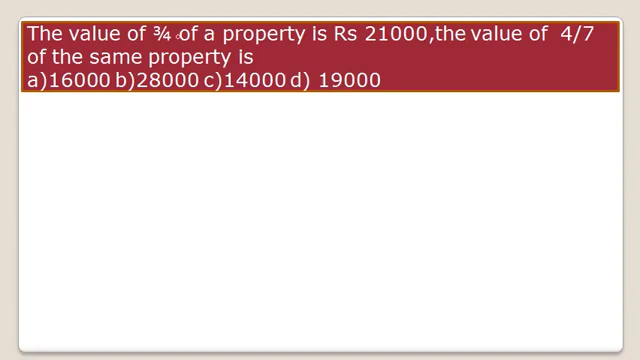 The value of ¾ of a property is Rs 21000,the value of 4/7
of the same property is
a)16000 b)28000 c)14000 d) 19000